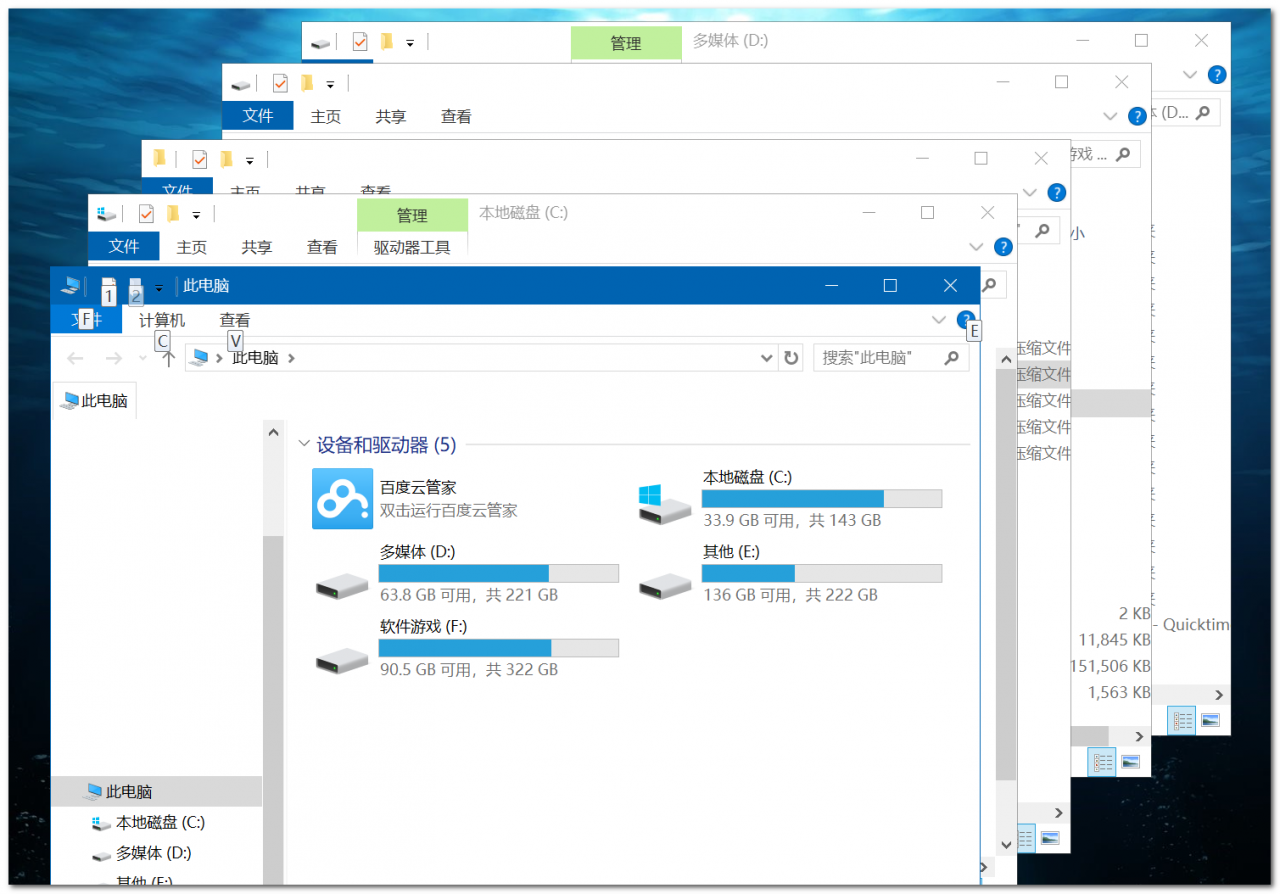 管理
多媒体 (D:)
(D...
文件
主页
共享
查看
戏 ...
文件
主页
共享
查看
小
管理
本地磁盘 (C:)
文件
主页
共享
查看
驱动器工具
此电脑
1
2
F
计算机
查看
C
V
E
此电脑
搜索"此电脑"
此电脑
设备和驱动器 (5)
百度云管家
双击运行百度云管家
本地磁盘 (C:)
33.9 GB 可用，共 143 GB
多媒体 (D:)
63.8 GB 可用，共 221 GB
其他 (E:)
136 GB 可用，共 222 GB
软件游戏 (F:)
90.5 GB 可用，共 322 GB
压缩文件
压缩文件
压缩文件
压缩文件
压缩文件
2 KB
11,845 KB
151,506 KB
1,563 KB
- Quicktim
此电脑
本地磁盘 (C:)
多媒体 (D:)
其他 (E:)